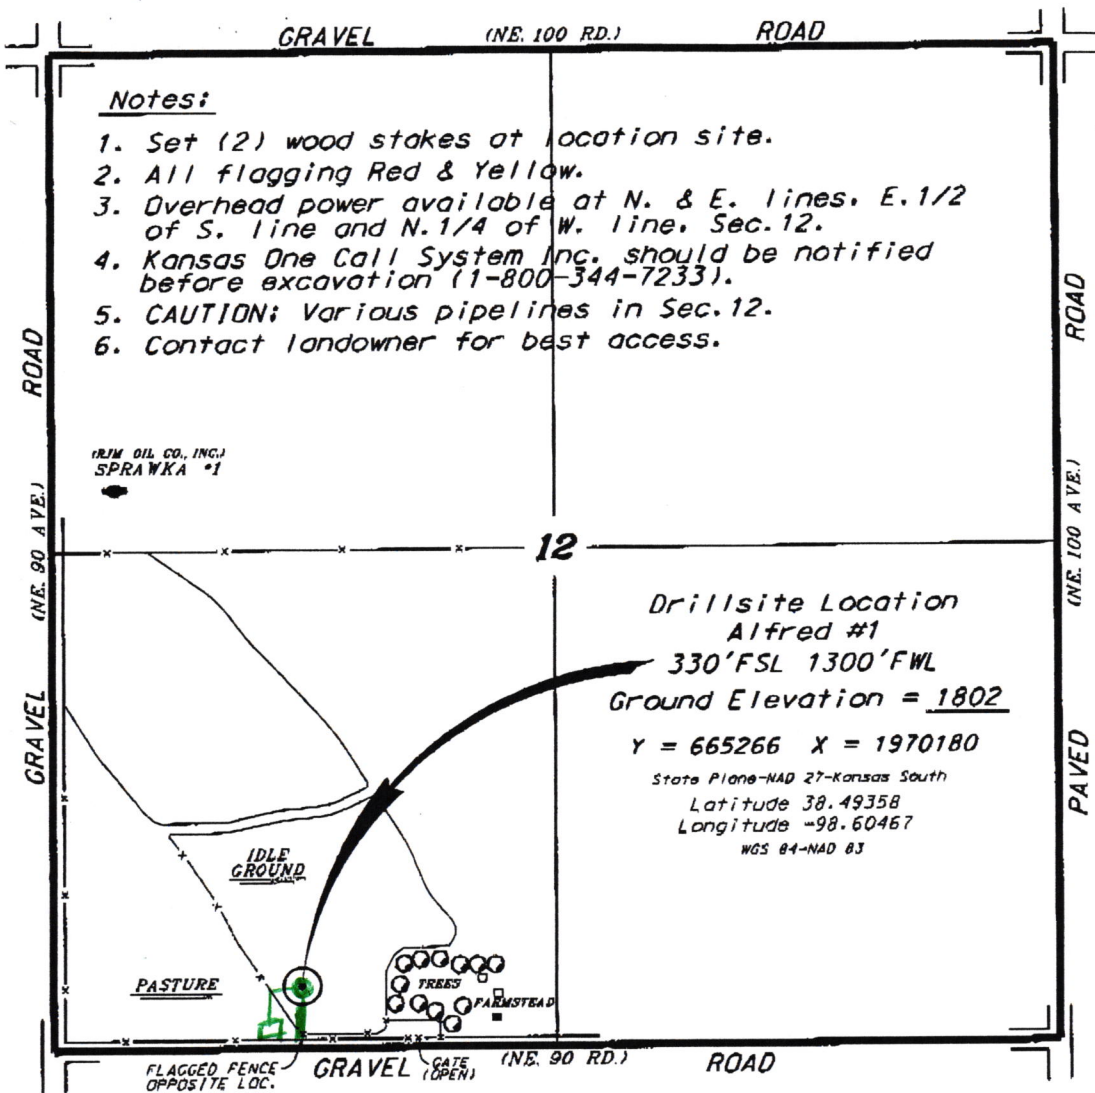 GRAVEL (NE. 100 RD.) ROAD
Notes:
1. Set (2) wood stakes at location site.
2. All flagging Red & Yellow.
3. Overhead power available at N. & E. lines. E.1/2
of S. line and N.1/4 of W. line. Sec.12.
4. Kansas One Call System Inc. should be notified
before excavation (1-800-344-7233).
5. CAUTION: Various pipelines in Sec.12.
6. Contact landowner for best access.
GRAVEL (NE. 90 AVE.) ROAD
PAVED (NE. 100 AVE.) ROAD
(RJM OIL CO., INC.)
SPRAWKA #1
12
Drillsite Location
Alfred #1
330'FSL 1300'FWL
Ground Elevation = 1802
Y = 665266 X = 1970180
State Plane-NAD 27-Kansas South
Latitude 38.49358
Longitude -98.60467
WGS 84-NAD 83
IDLE
GROUND
PASTURE
TREES
FARMSTEAD
FLAGGED FENCE
OPPOSITE LOC.
GRAVEL (NE. 90 RD.) ROAD
GATE
(OPEN)